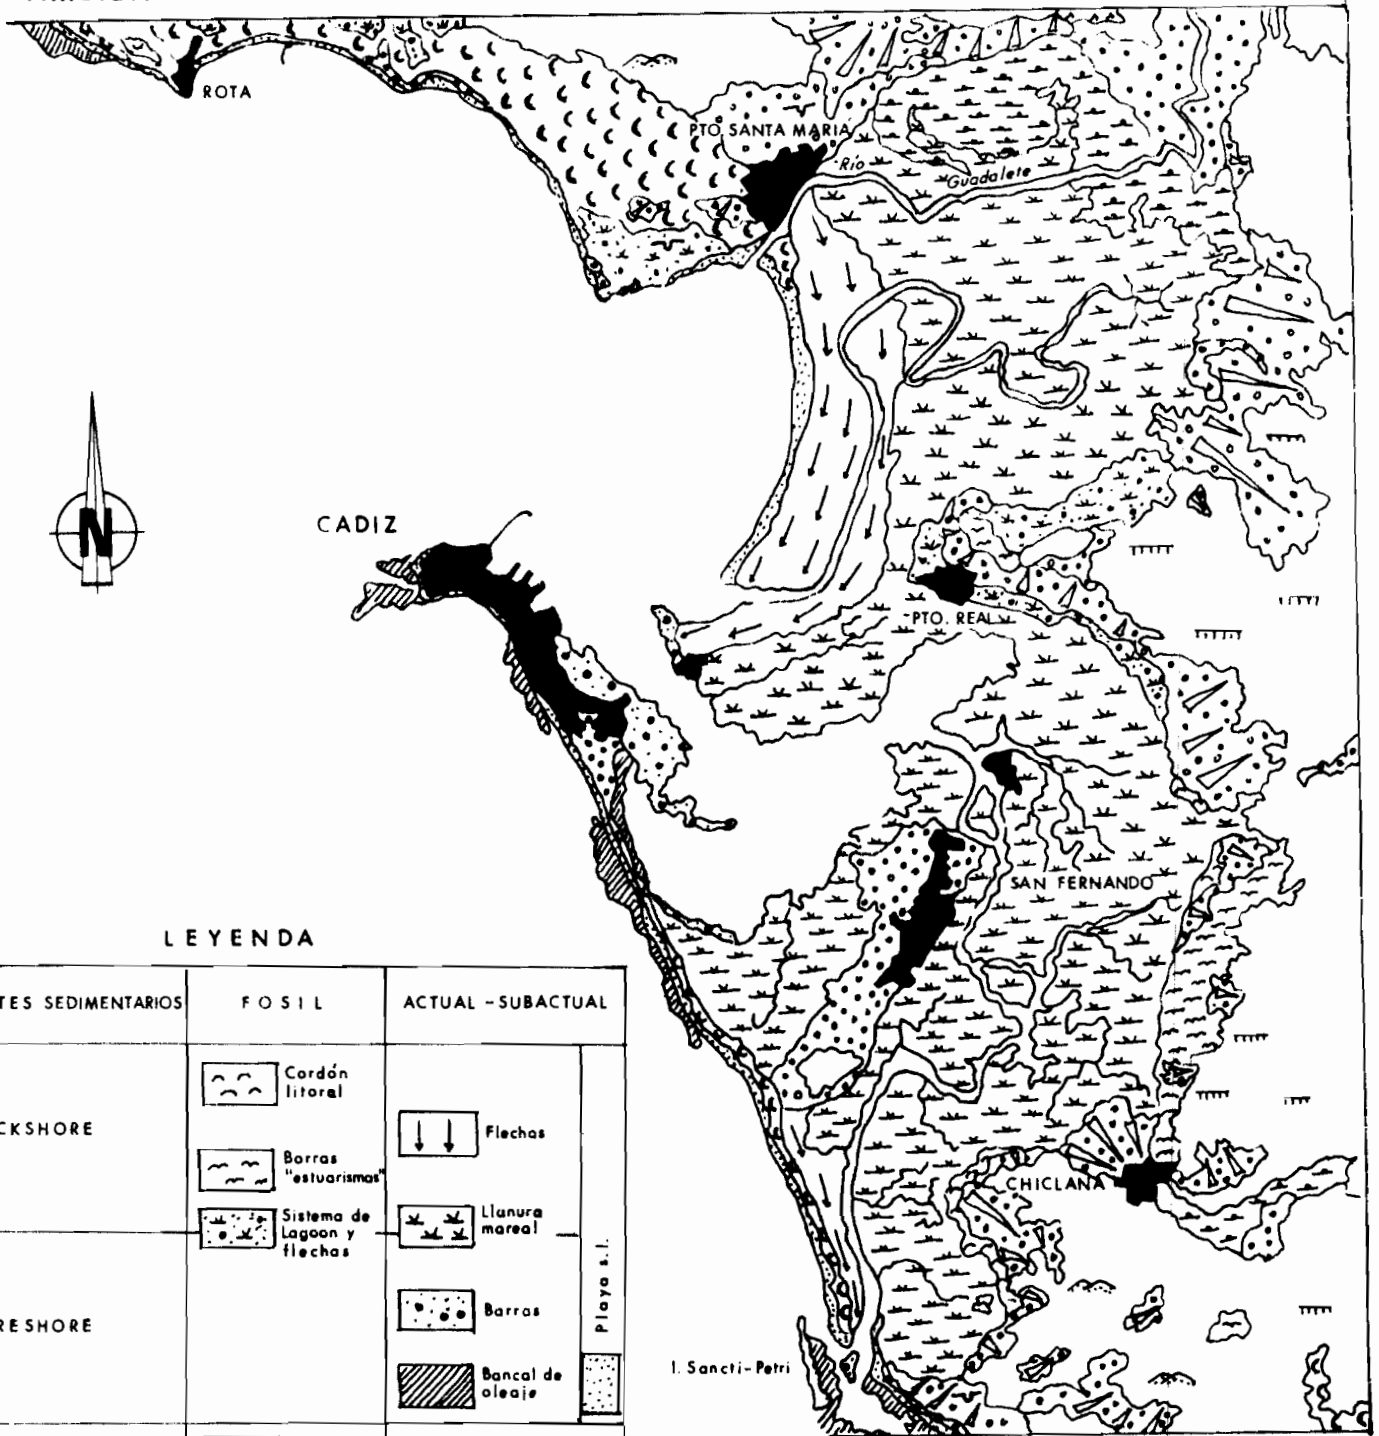 ROTA
PTO SANTA MARIA
Río
Guadalete
CADIZ
N
PTO. REAL
SAN FERNANDO
CHICLANA
I. Sancti-Petri
LEYENDA
TES SEDIMENTARIOS
FOSIL
ACTUAL-SUBACTUAL
CKSHORE
Cordón
litoral
Flechas
Barras
"estuarismas"
Sistema de
Lagoon y
flechas
Llanura
mareal
Playa s.l.
RESHORE
Barras
Bancal de
oleaje